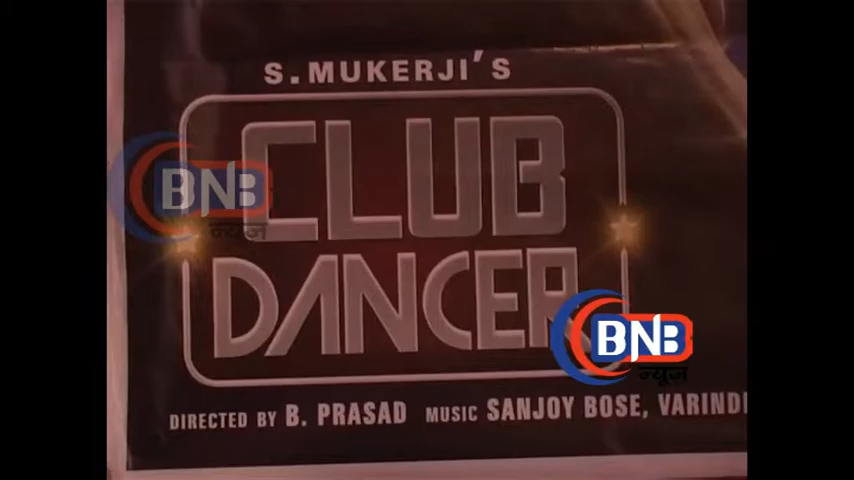 S.MUKERJI'S
CLUB
BNB
न्यूज़
DANCER
BNB
न्यूज़
DIRECTED BY B. PRASAD MUSIC SANJOY BOSE,